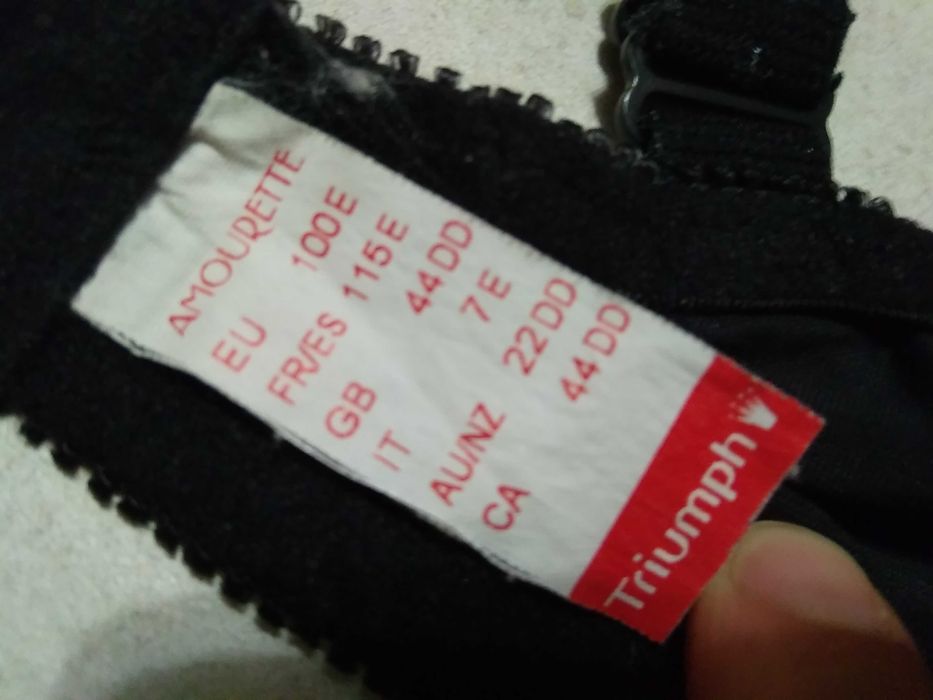 AMOURETTE
EU 100E
FR/ES 115E
GB 44DD
IT 7E
AU/NZ 22DD
CA 44DD
Triumph